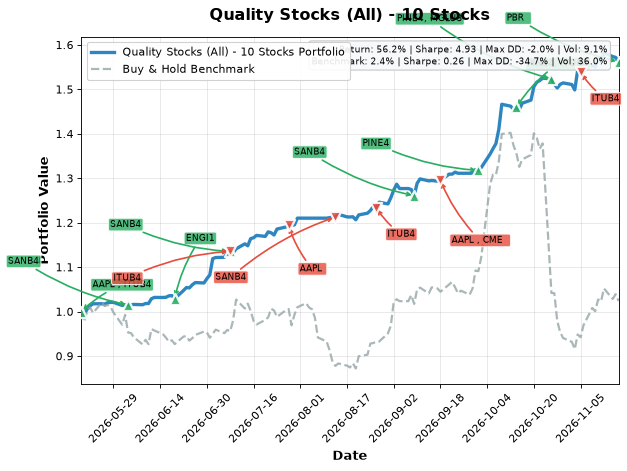 Quality Stocks (All) - 10 Stocks
PBR
Quality Stocks (All) - 10 Stocks Portfolio
Buy & Hold Benchmark
turn: 56.2% | Sharpe: 4.93 | Max DD: -2.0% | Vol: 9.1%
Benchmark: 2.4% | Sharpe: 0.26 | Max DD: -34.7% | Vol: 36.0%
ITUB4
PINE4
SANB4
SANB4
ENGI1
ITUB4
AAPL , CME
SANB4
AAPL
ITUB4
SANB4
Portfolio Value
1.6
1.5
1.4
1.3
1.2
1.1
1.0
0.9
2026-05-29
2026-06-14
2026-06-30
2026-07-16
2026-08-01
2026-08-17
2026-09-02
2026-09-18
2026-10-04
2026-10-20
2026-11-05
Date